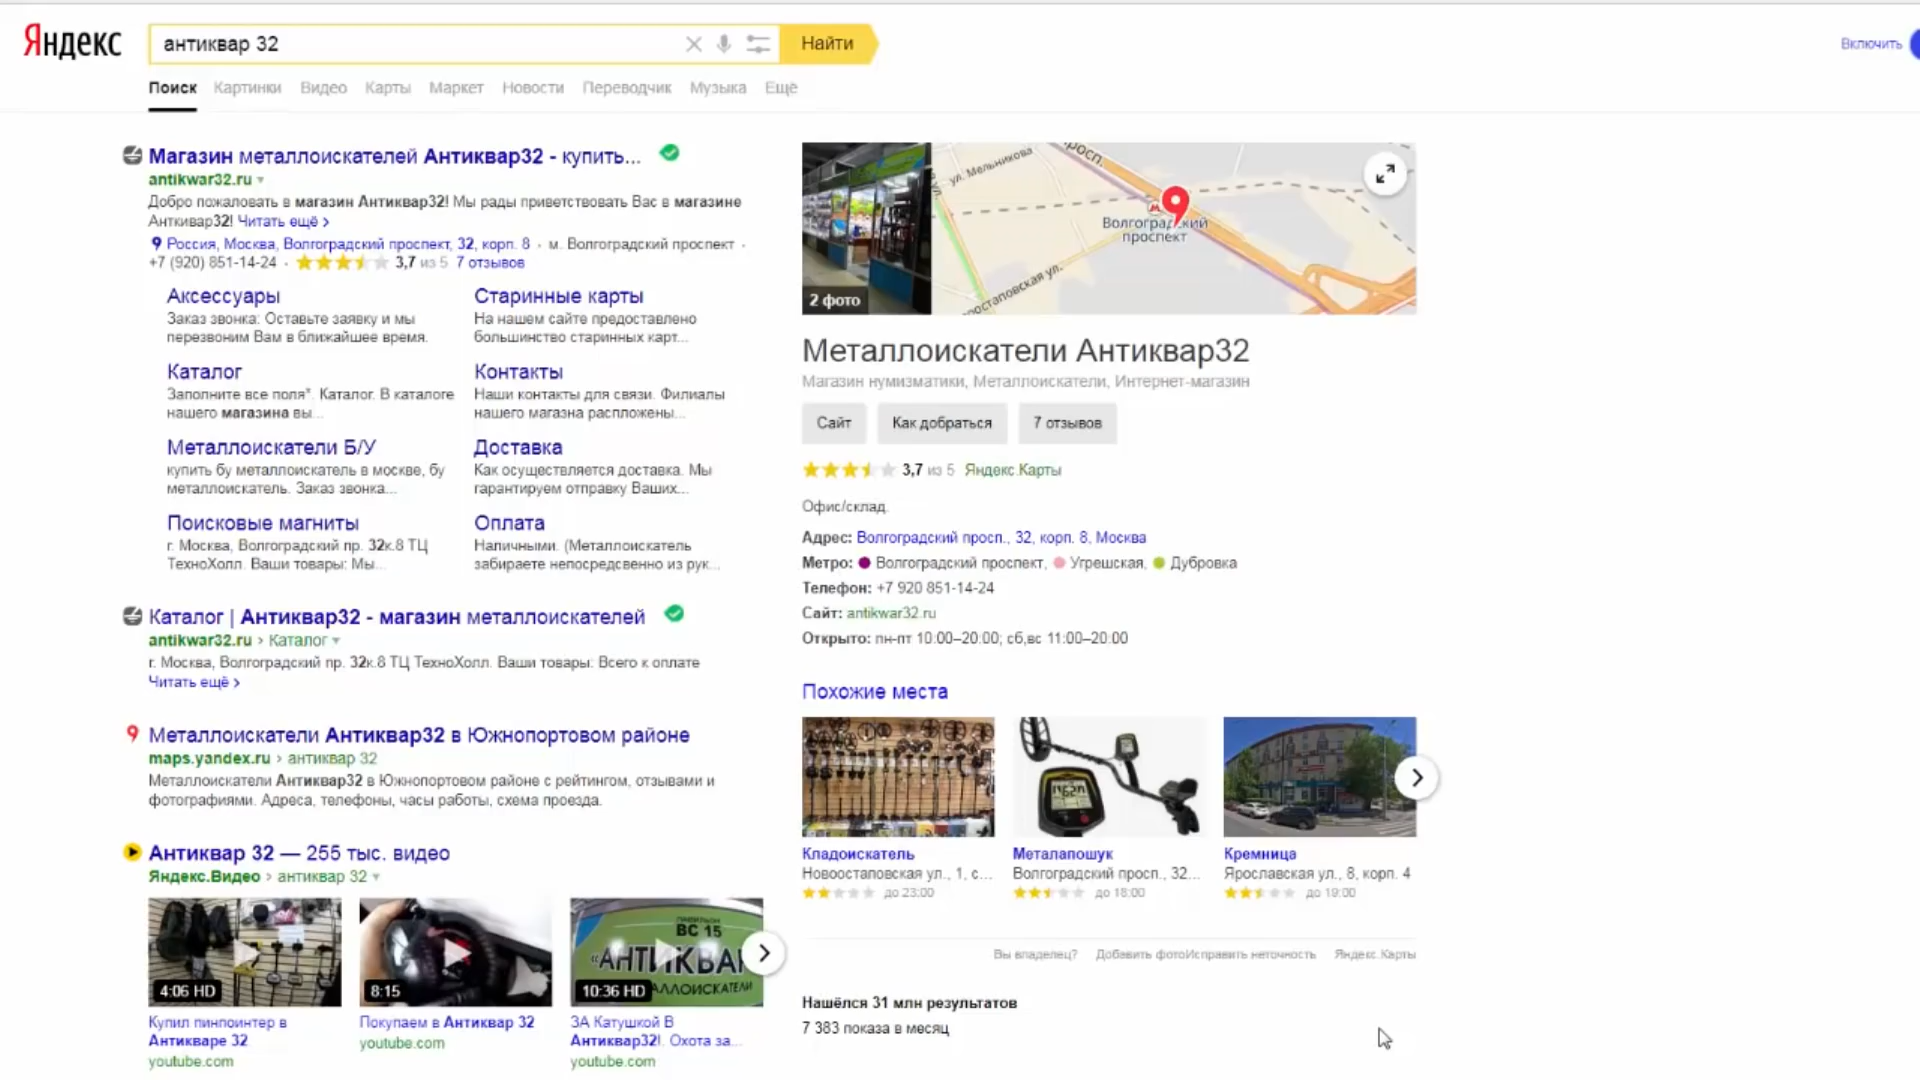 Яндекс
антиквар 32
Найти
Включить
Поиск Картинки Видео Карты Маркет Новости Переводчик Музыка Ещё
Магазин металлоискателей Антиквар32 - купить...
antikwar32.ru
Добро пожаловать в магазин Антиквар32! Мы рады приветствовать Вас в магазине
Антиквар32! Читать ещё >
Россия, Москва, Волгоградский проспект, 32, корп. 8 · м. Волгоградский проспект ·
+7 (920) 851-14-24 · 3,7 из 5 7 отзывов
Аксессуары
Заказ звонка: Оставьте заявку и мы
перезвоним Вам в ближайшее время.
Старинные карты
На нашем сайте предоставлено
большинство старинных карт...
Каталог
Заполните все поля*. Каталог. В каталоге
нашего магазина вы...
Контакты
Наши контакты для связи. Филиалы
нашего магазна распложены...
Металлоискатели Б/У
купить бу металлоискатель в москве, бу
металлоискатель. Заказ звонка...
Доставка
Как осуществляется доставка. Мы
гарантируем отправку Ваших...
Поисковые магниты
г. Москва, Волгоградский пр. 32к.8 ТЦ
ТехноХолл. Ваши товары: Мы...
Оплата
Наличными. (Металлоискатель
забираете непосредсвенно из рук...
Каталог | Антиквар32 - магазин металлоискателей
antikwar32.ru > Каталог
г. Москва, Волгоградский пр. 32к.8 ТЦ ТехноХолл. Ваши товары: Всего к оплате
Читать ещё >
Металлоискатели Антиквар32 в Южнопортовом районе
maps.yandex.ru > антиквар 32
Металлоискатели Антиквар32 в Южнопортовом районе с рейтингом, отзывами и
фотографиями. Адреса, телефоны, часы работы, схема проезда.
Антиквар 32 — 255 тыс. видео
Яндекс.Видео > антиквар 32
4:06 HD
8:15
ПАВИЛЬОН
ВС 15
«АНТИКВАР
АЛЛОИСКАТЕЛИ
10:36 HD
Купил пинпоинтер в
Антикваре 32
youtube.com
Покупаем в Антиквар 32
youtube.com
ЗА Катушкой В
Антиквар32!. Охота за...
youtube.com
2 фото
ул. Мельникова
просп.
Волгоградский
проспект
ростаповская ул.
Металлоискатели Антиквар32
Магазин нумизматики, Металлоискатели, Интернет-магазин
Сайт
Как добраться
7 отзывов
3,7 из 5 Яндекс.Карты
Офис/склад.
Адрес: Волгоградский просп., 32, корп. 8, Москва
Метро: Волгоградский проспект, Угрешская, Дубровка
Телефон: +7 920 851-14-24
Сайт: antikwar32.ru
Открыто: пн-пт 10:00–20:00; сб,вс 11:00–20:00
Похожие места
Кладоискатель
Новоостаповская ул., 1, с...
до 23:00
Металапошук
Волгоградский просп., 32...
до 18:00
Кремница
Ярославская ул., 8, корп. 4
до 19:00
Вы владелец? Добавить фото Исправить неточность Яндекс.Карты
Нашёлся 31 млн результатов
7 383 показа в месяц